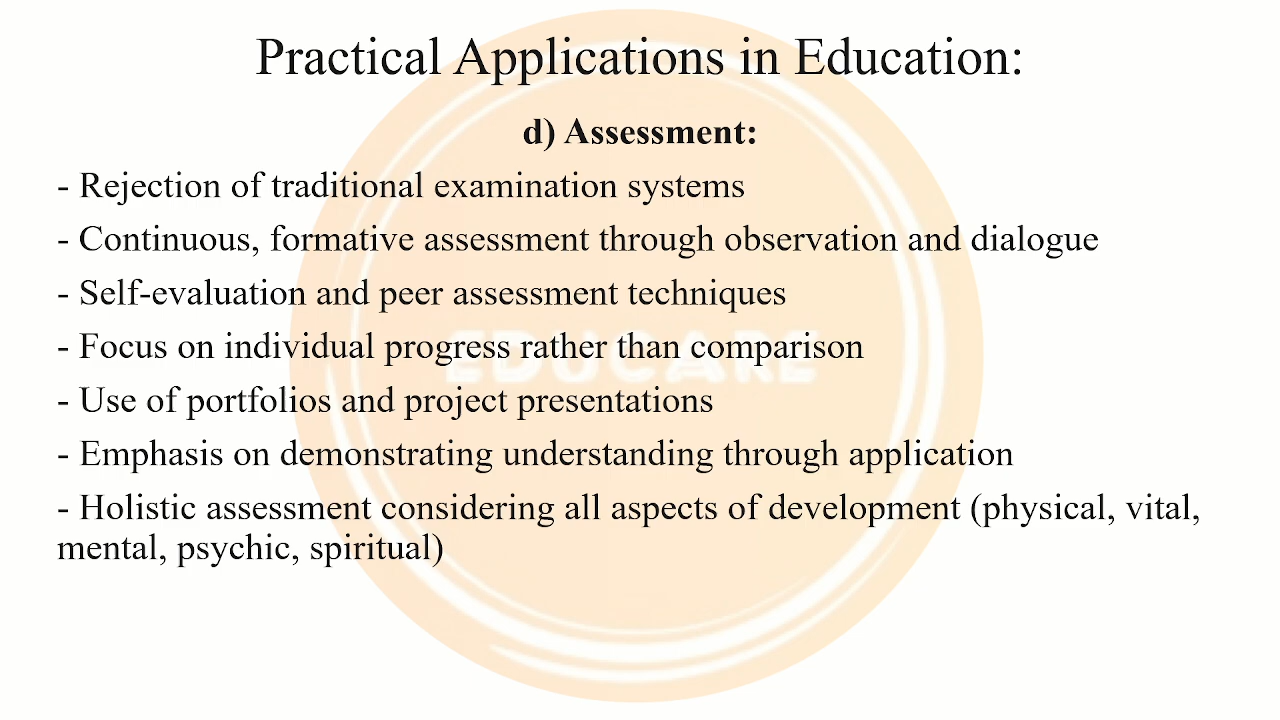 Practical Applications in Education:
d) Assessment:
- Rejection of traditional examination systems
- Continuous, formative assessment through observation and dialogue
- Self-evaluation and peer assessment techniques
- Focus on individual progress rather than comparison
EDUCARE
- Use of portfolios and project presentations
- Emphasis on demonstrating understanding through application
- Holistic assessment considering all aspects of development (physical, vital,
mental, psychic, spiritual)